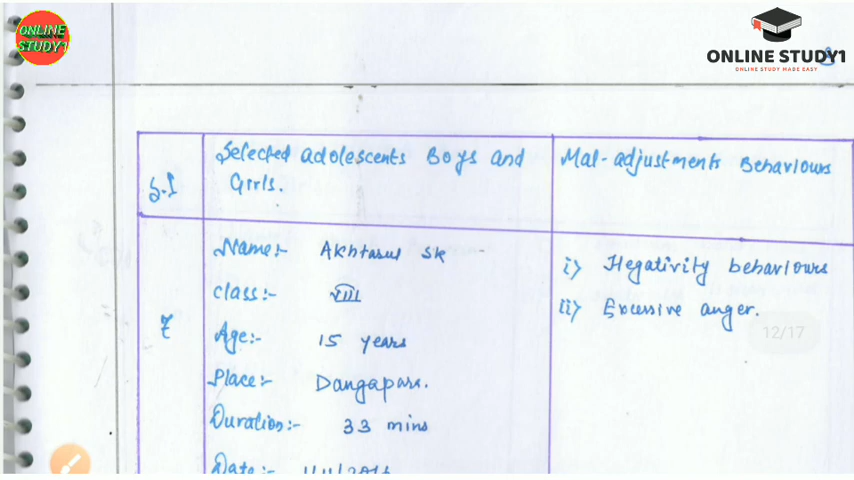 ONLINE
STUDY1
ONLINE STUDY1
ONLINE STUDY MADE EASY
S.I
Selected adolescents Boys and
Girls.
Mal-adjustments Behaviours
7
Name:- Akhtarul Sk
Class:- VIII
Age:- 15 years
Place:- Dangapara.
Duration:- 33 mins
Date:-
i) Negativity behaviours
ii) Excessive anger.
12/17